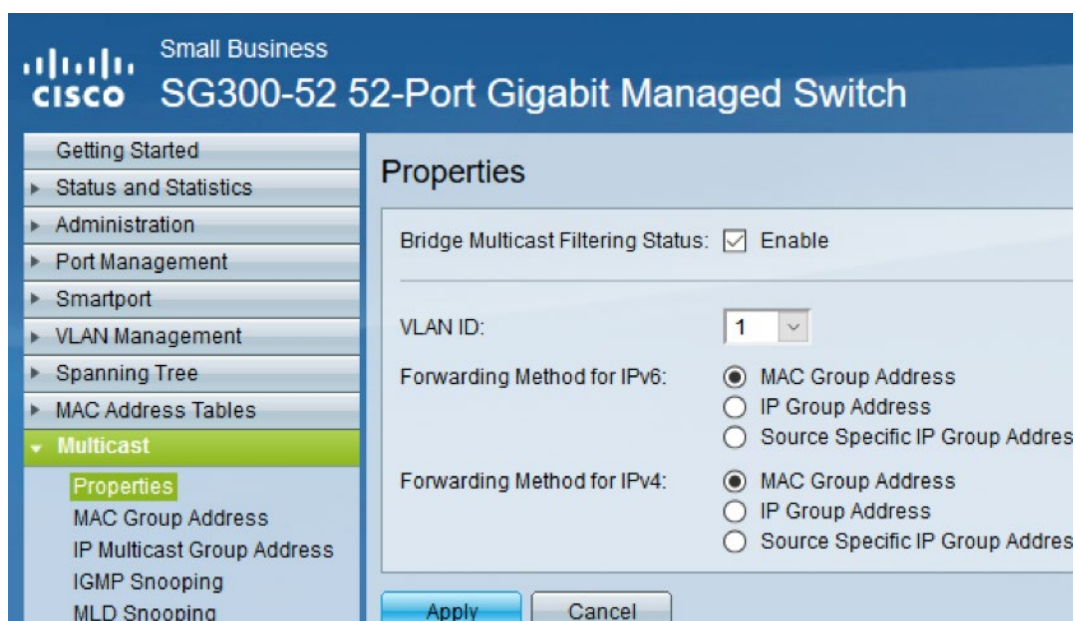 Small Business
CISCO SG300-52 52-Port Gigabit Managed Switch
Getting Started
Status and Statistics
Administration
Port Management
Smartport
VLAN Management
Spanning Tree
MAC Address Tables
Multicast
Properties
MAC Group Address
IP Multicast Group Address
IGMP Snooping
MLD Snooping
Properties
Bridge Multicast Filtering Status: Enable
VLAN ID: 1
Forwarding Method for IPv6: MAC Group Address
IP Group Address
Source Specific IP Group Addres
Forwarding Method for IPv4: MAC Group Address
IP Group Address
Source Specific IP Group Addres
Apply Cancel